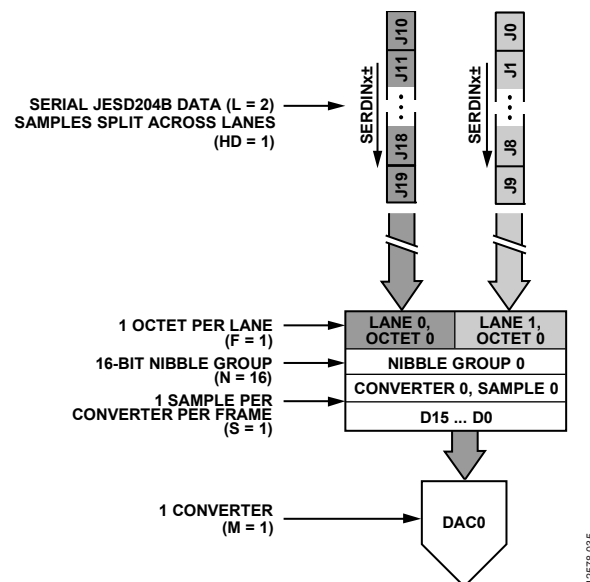 J10
J11
J18
J19
SERDINx±
J0
J1
J8
J9
SERDINx±
SERIAL JESD204B DATA (L = 2)
SAMPLES SPLIT ACROSS LANES
(HD = 1)
1 OCTET PER LANE
(F = 1)
LANE 0,
OCTET 0
LANE 1,
OCTET 0
16-BIT NIBBLE GROUP
(N = 16)
NIBBLE GROUP 0
1 SAMPLE PER
CONVERTER PER FRAME
(S = 1)
CONVERTER 0, SAMPLE 0
D15 ... D0
1 CONVERTER
(M = 1)
DAC0
12578-035